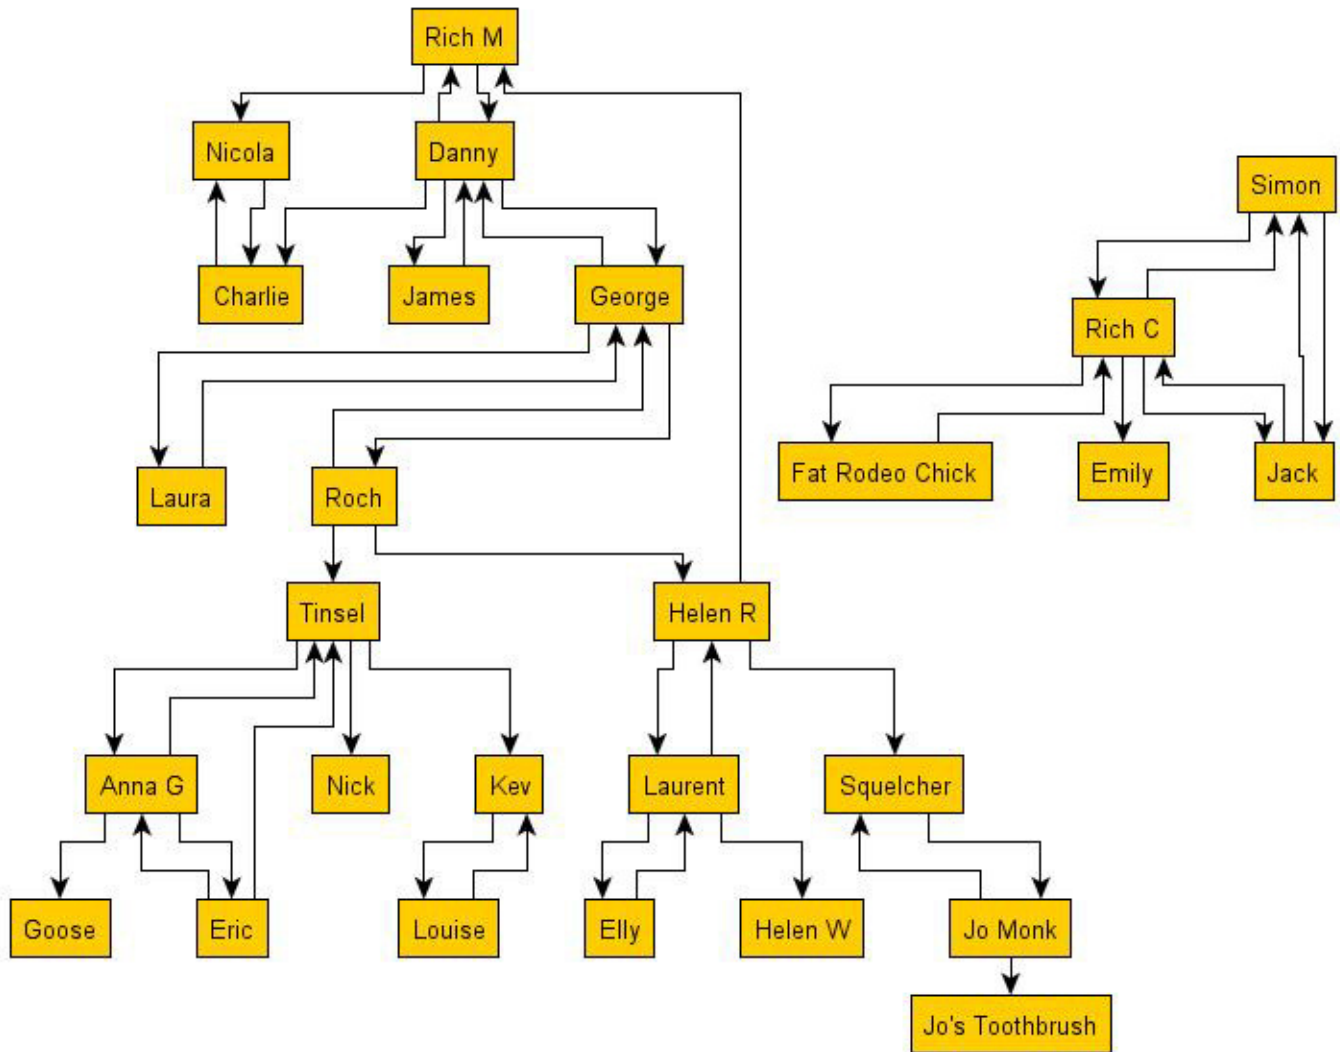 Rich M
Nicola
Danny
Simon
Charlie
James
George
Rich C
Laura
Roch
Fat Rodeo Chick
Emily
Jack
Tinsel
Helen R
Anna G
Nick
Kev
Laurent
Squelcher
Goose
Eric
Louise
Elly
Helen W
Jo Monk
Jo's Toothbrush